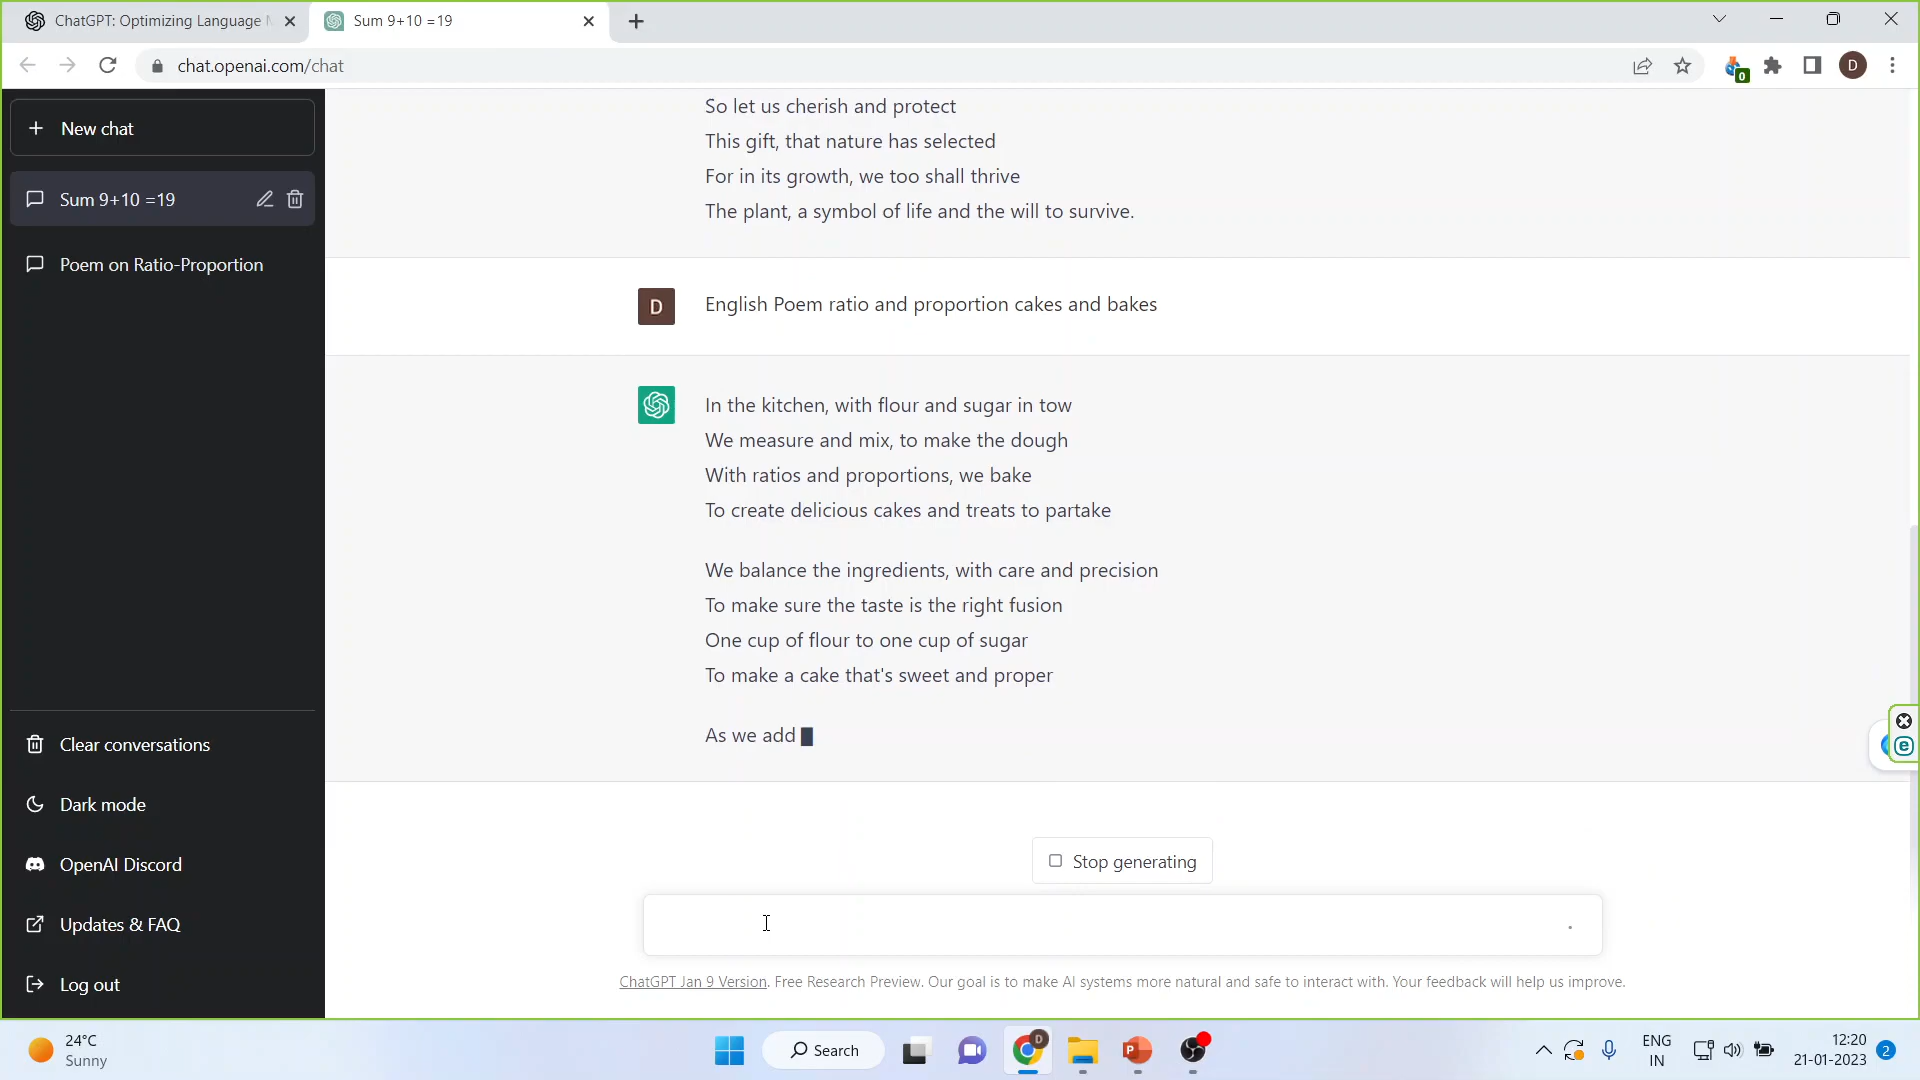 ChatGPT: Optimizing Language
Sum 9+10 =19
chat.openai.com/chat
0
D
New chat
Sum 9+10 =19
Poem on Ratio-Proportion
Clear conversations
Dark mode
OpenAI Discord
Updates & FAQ
Log out
So let us cherish and protect
This gift, that nature has selected
For in its growth, we too shall thrive
The plant, a symbol of life and the will to survive.
D
English Poem ratio and proportion cakes and bakes
In the kitchen, with flour and sugar in tow
We measure and mix, to make the dough
With ratios and proportions, we bake
To create delicious cakes and treats to partake
We balance the ingredients, with care and precision
To make sure the taste is the right fusion
One cup of flour to one cup of sugar
To make a cake that's sweet and proper
As we add
Stop generating
ChatGPT Jan 9 Version. Free Research Preview. Our goal is to make AI systems more natural and safe to interact with. Your feedback will help us improve.
24°C
Sunny
Search
D
P
ENG
IN
12:20
21-01-2023
2